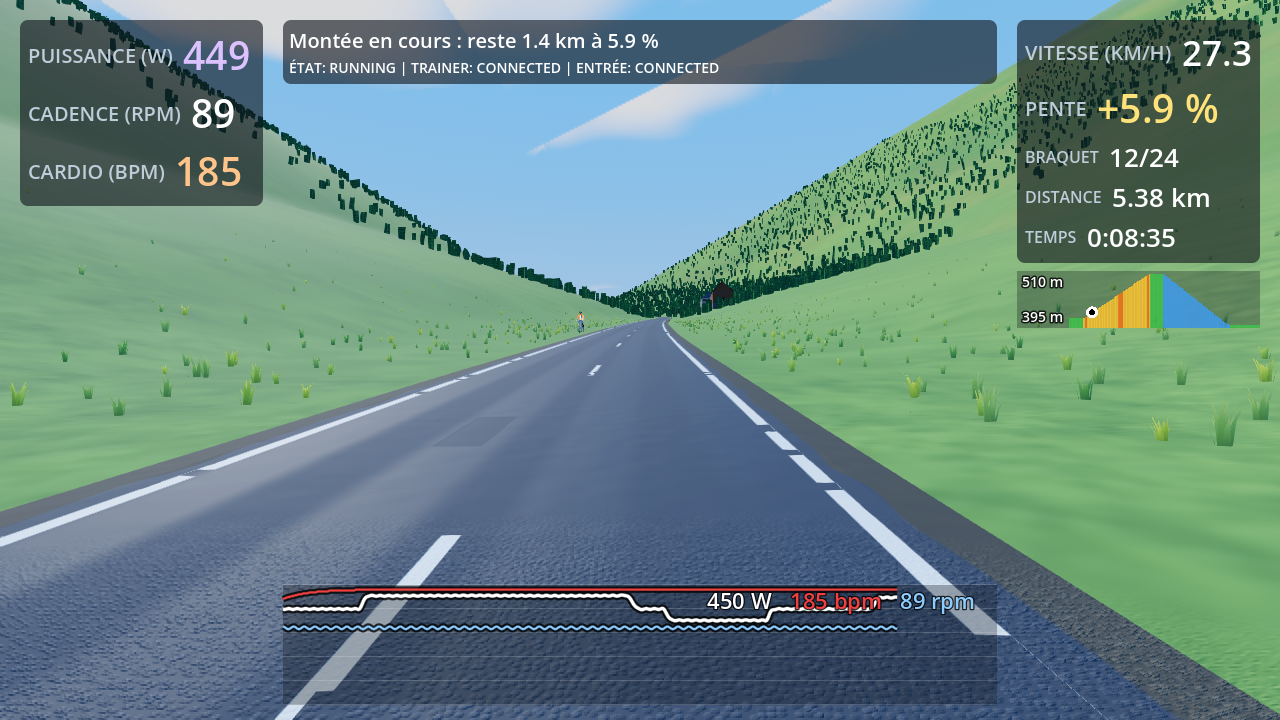 PUISSANCE (W) 449
CADENCE (RPM) 89
CARDIO (BPM) 185
Montée en cours : reste 1.4 km à 5.9 %
ÉTAT: RUNNING | TRAINER: CONNECTED | ENTRÉE: CONNECTED
VITESSE (KM/H) 27.3
PENTE +5.9 %
BRAQUET 12/24
DISTANCE 5.38 km
TEMPS 0:08:35
510 m
395 m
450 W 185 bpm 89 rpm